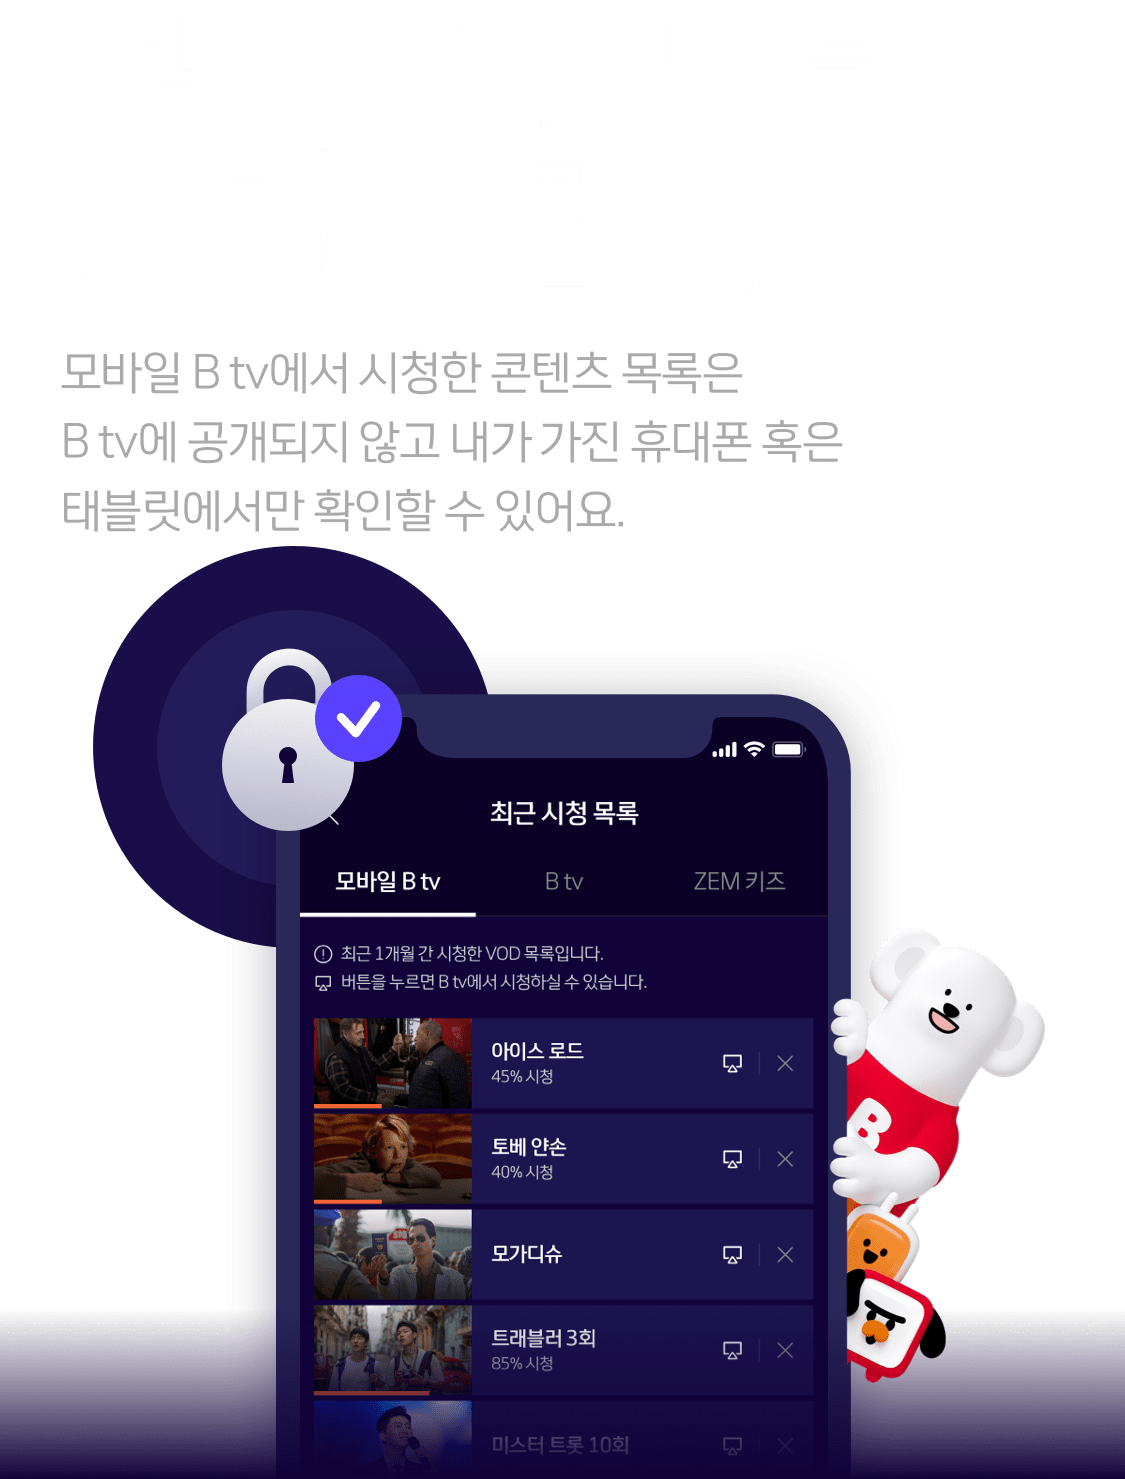 모바일 B tv에서 시청한 콘텐츠 목록은
B tv에 공개되지 않고 내가 가진 휴대폰 혹은
태블릿에서만 확인할 수 있어요.
최근 시청 목록
모바일 B tv B tv ZEM 키즈
최근 1개월 간 시청한 VOD 목록입니다.
버튼을 누르면 B tv에서 시청하실 수 있습니다.
아이스 로드
45% 시청
토베 얀손
40% 시청
모가디슈
트래블러 3회
85% 시청
미스터 트롯 10회
B